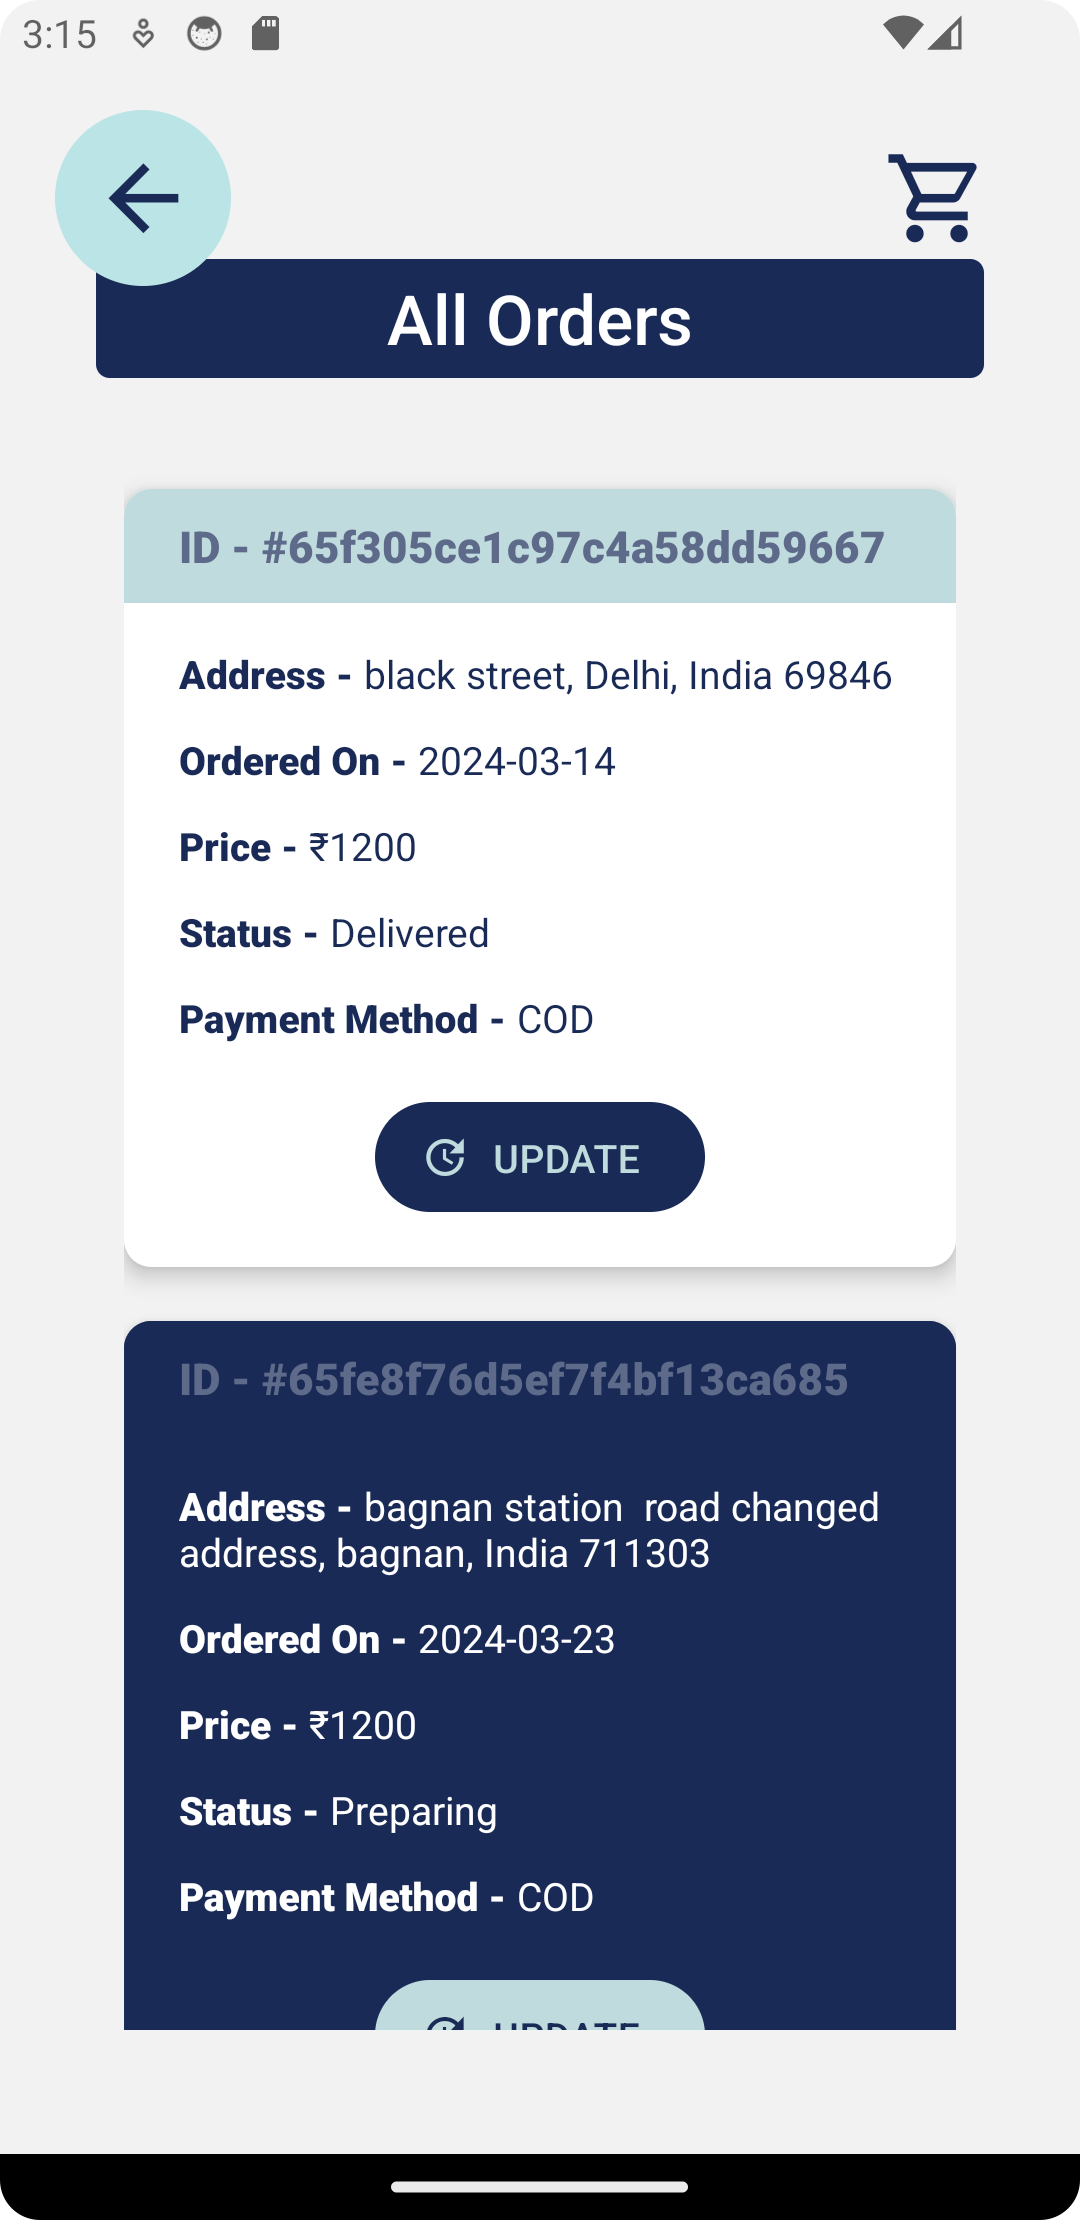 3:15
All Orders
ID - #65f305ce1c97c4a58dd59667
Address - black street, Delhi, India 69846
Ordered On - 2024-03-14
Price - ₹1200
Status - Delivered
Payment Method - COD
UPDATE
ID - #65fe8f76d5ef7f4bf13ca685
Address - bagnan station  road changed
address, bagnan, India 711303
Ordered On - 2024-03-23
Price - ₹1200
Status - Preparing
Payment Method - COD
UPDATE